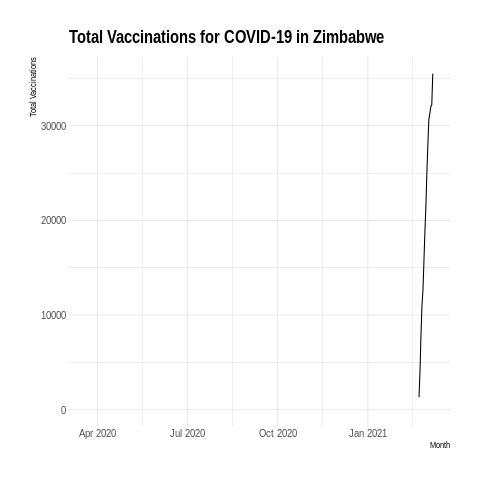 Total Vaccinations for COVID-19 in Zimbabwe
Total Vaccinations
30000
20000
10000
0
Apr 2020
Jul 2020
Oct 2020
Jan 2021
Month